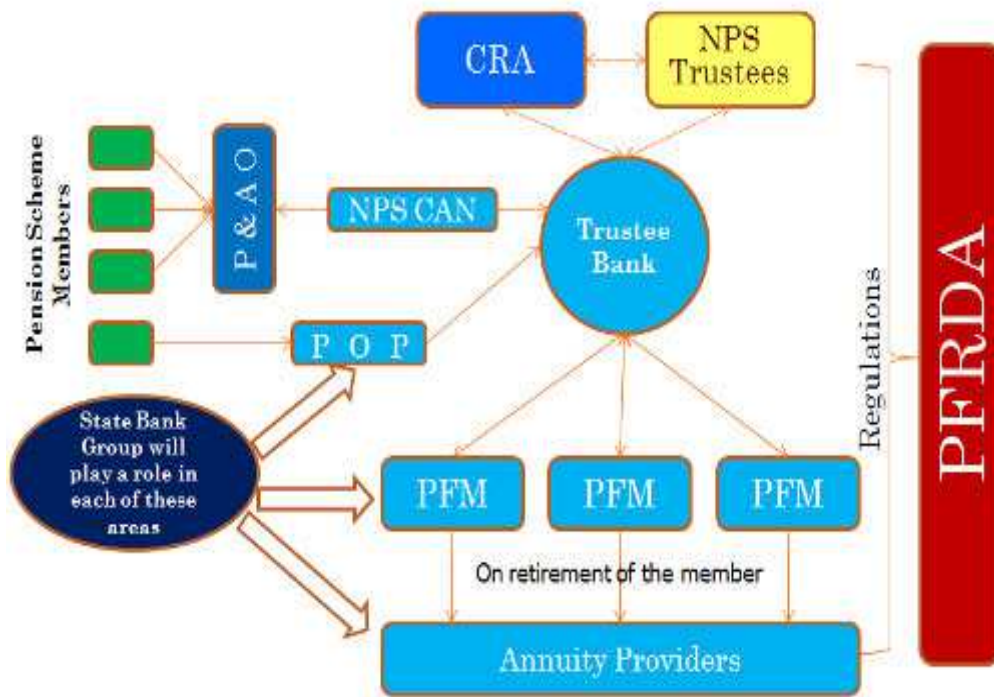 CRA
NPS
Trustees
Pension Scheme
Members
P & A O
NPS CAN
Trustee
Bank
P O P
State Bank
Group will
play a role in
each of these
areas
PFM
PFM
PFM
On retirement of the member
Annuity Providers
Regulations
PFRDA